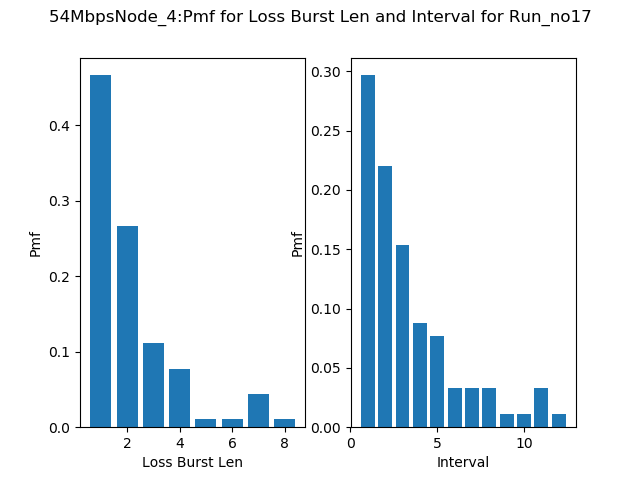 54MbpsNode_4:Pmf for Loss Burst Len and Interval for Run_no17
Pmf
0.4
0.3
0.2
0.1
0.0
2 4 6 8
Loss Burst Len
Pmf
0.30
0.25
0.20
0.15
0.10
0.05
0.00
0 5 10
Interval